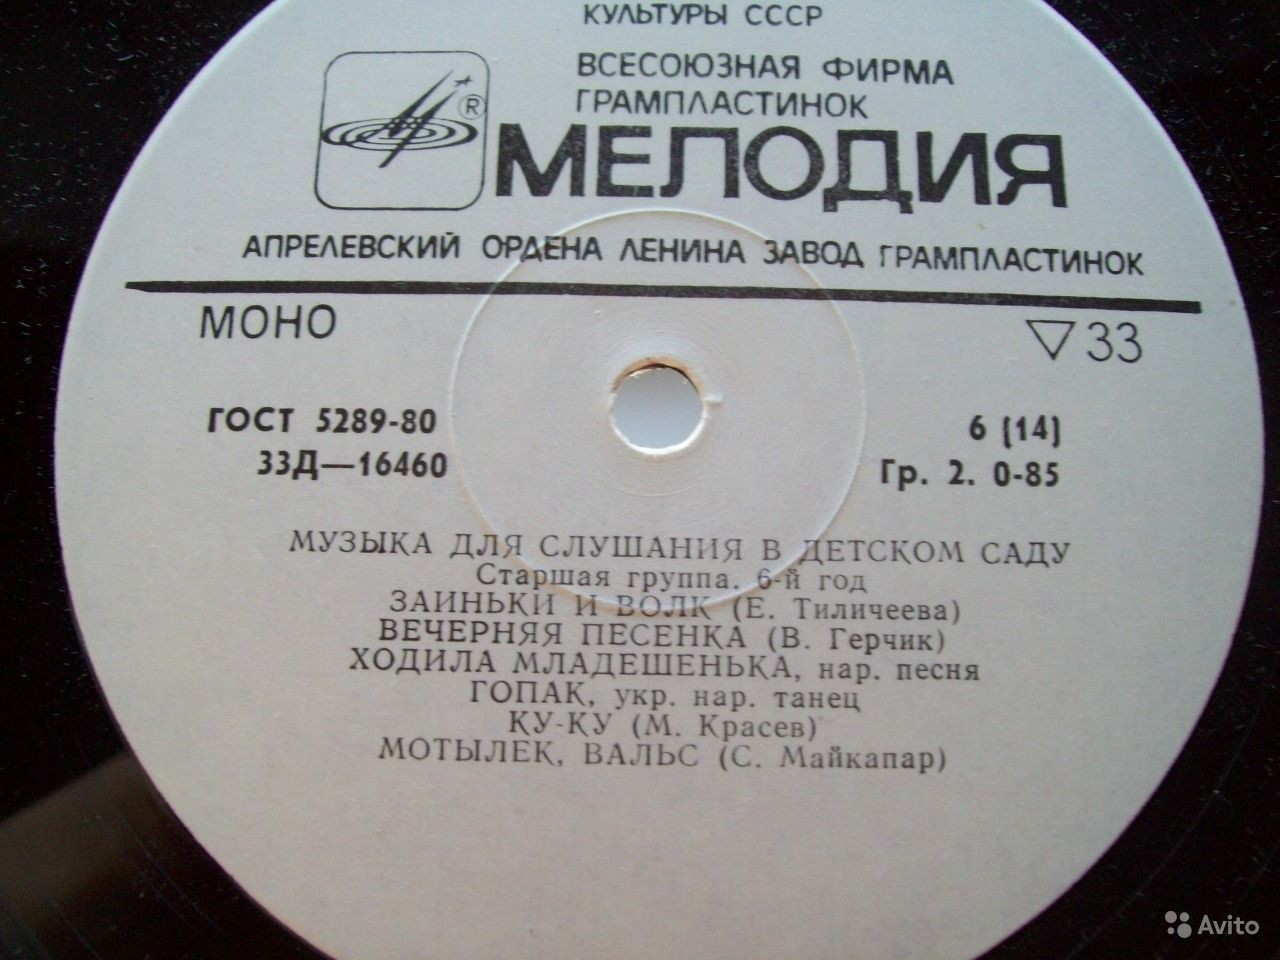 КУЛЬТУРЫ СССР
ВСЕСОЮЗНАЯ ФИРМА
ГРАМПЛАСТИНОК
®
МЕЛОДИЯ
АПРЕЛЕВСКИЙ ОРДЕНА ЛЕНИНА ЗАВОД ГРАМПЛАСТИНОК
МОНО ▽33
ГОСТ 5289-80 6 (14)
33Д—16460 Гр. 2. 0-85
МУЗЫКА ДЛЯ СЛУШАНИЯ В ДЕТСКОМ САДУ
Старшая группа. 6-й год
ЗАИНЬКИ И ВОЛК (Е. Тиличеева)
ВЕЧЕРНЯЯ ПЕСЕНКА (В. Герчик)
ХОДИЛА МЛАДЕШЕНЬКА, нар. песня
ГОПАК, укр. нар. танец
КУ-КУ (М. Красев)
МОТЫЛЕК, ВАЛЬС (С. Майкапар)
Avito